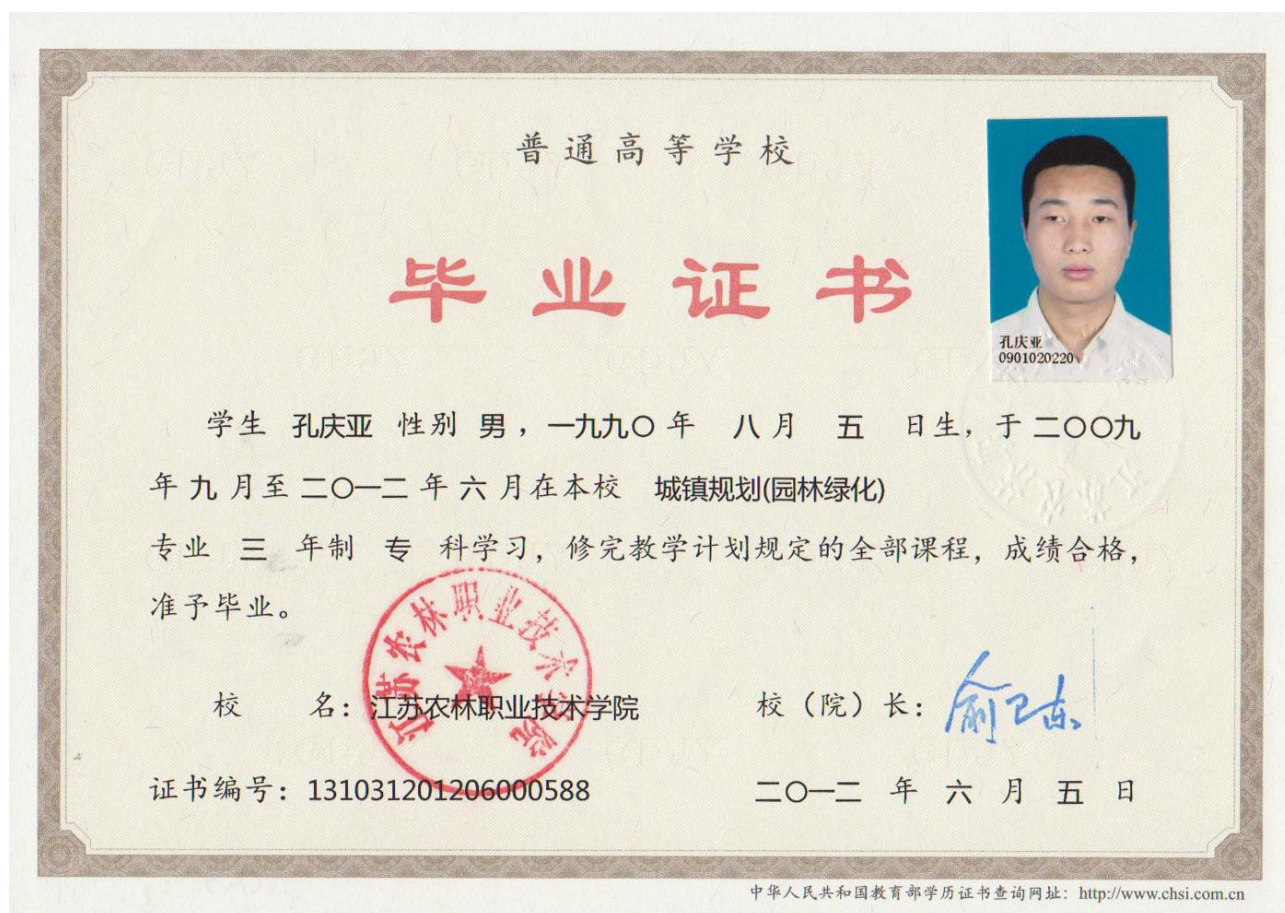 普通高等学校
毕业证书
孔庆亚
0901020220
学生 孔庆亚 性别 男，一九九〇年 八月 五 日生，于二〇〇九
年九月至二〇一二年六月在本校 城镇规划(园林绿化)
专业 三 年制 专 科学习，修完教学计划规定的全部课程，成绩合格，
准予毕业。
江苏农林职业技术学院
校 名：江苏农林职业技术学院 校（院）长：俞卫东
证书编号：131031201206000588 二〇一二 年 六 月 五 日
中华人民共和国教育部学历证书查询网址：http://www.chsi.com.cn